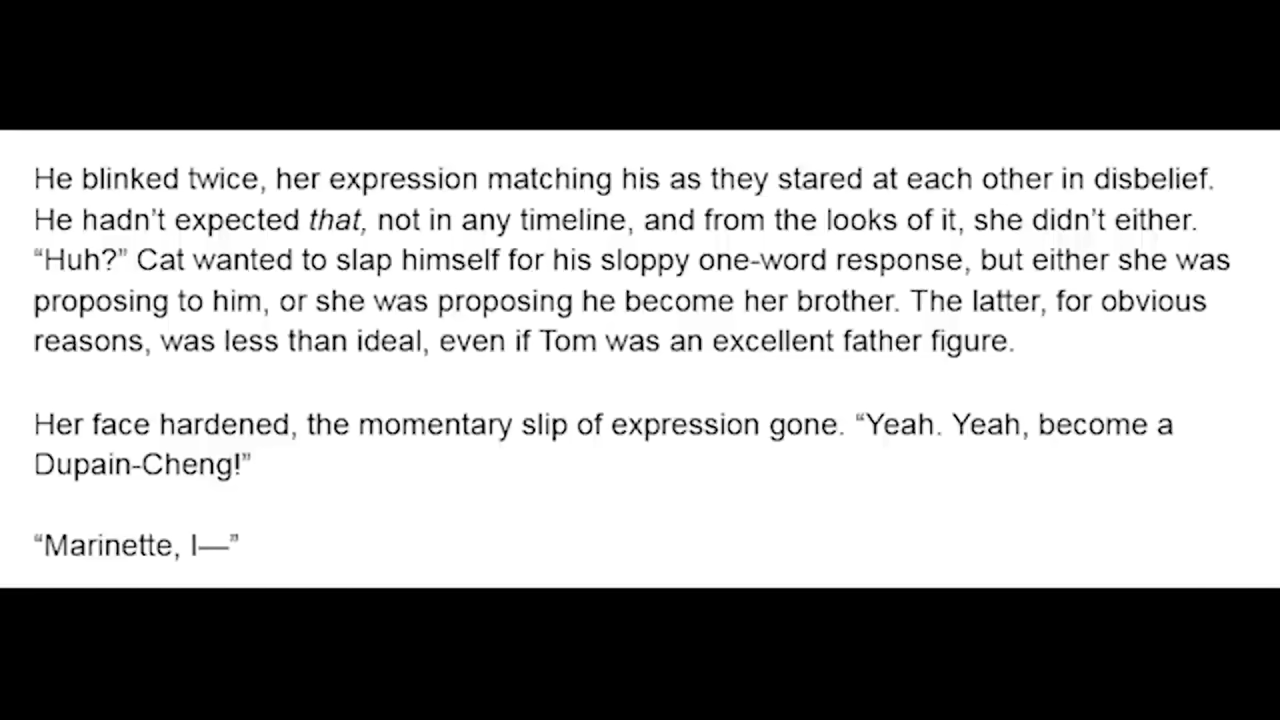 He blinked twice, her expression matching his as they stared at each other in disbelief.
He hadn’t expected that, not in any timeline, and from the looks of it, she didn’t either.
“Huh?” Cat wanted to slap himself for his sloppy one-word response, but either she was
proposing to him, or she was proposing he become her brother. The latter, for obvious
reasons, was less than ideal, even if Tom was an excellent father figure.
Her face hardened, the momentary slip of expression gone. “Yeah. Yeah, become a
Dupain-Cheng!”
“Marinette, I—”